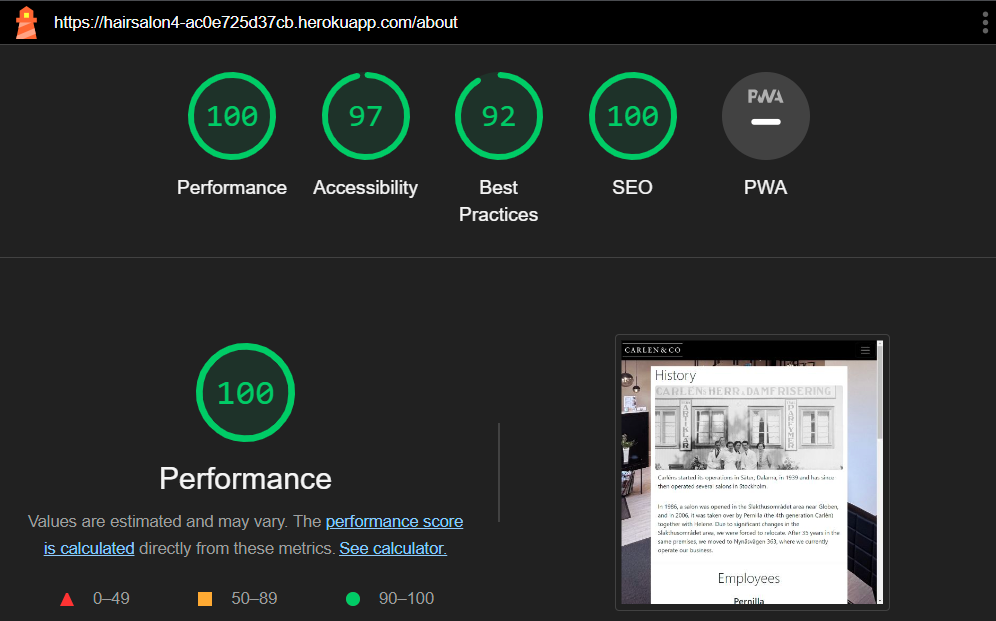 https://hairsalon4-ac0e725d37cb.herokuapp.com/about
100
97
92
100
PWA
Performance
Accessibility
Best
Practices
SEO
PWA
100
Performance
Values are estimated and may vary. The performance score
is calculated directly from these metrics. See calculator.
0–49
50–89
90–100
CARLEN & CO
History
CARLÉNS HERR & DAMFRISERING
PARFYMER
Carléns started its operations in Säter, Dalarna, in 1939 and has since
then operated several salons in Stockholm.
In 1986, a salon was opened in the Slakthusområdet area near Globen,
and in 2006, it was taken over by Pernilla (the 4th generation Carlén)
together with Helene. Due to significant changes in the
Slakthusområdet area, we were forced to relocate. After 35 years in the
same premises, we moved to Nynäsvägen 363, where we currently
operate our business.
Employees
Pernilla